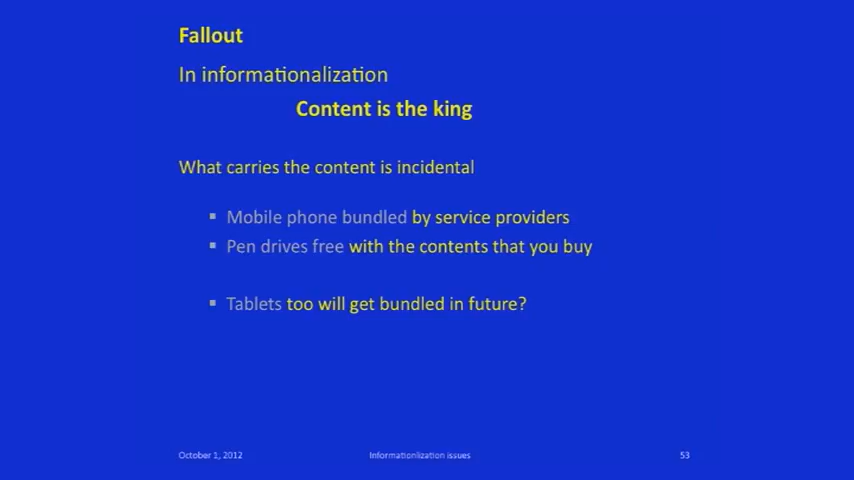 Fallout
In informationalization
Content is the king
What carries the content is incidental
▪ Mobile phone bundled by service providers
▪ Pen drives free with the contents that you buy
▪ Tablets too will get bundled in future?
October 1, 2012 Informationlization issues 53